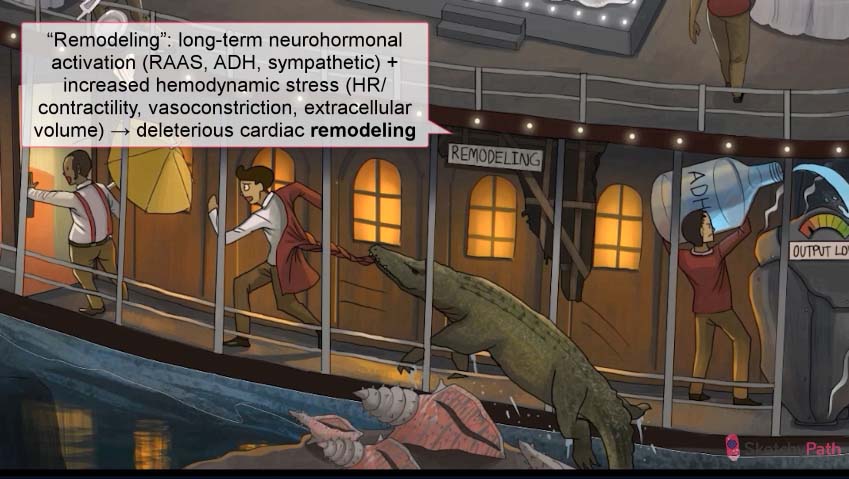 “Remodeling”: long-term neurohormonal
activation (RAAS, ADH, sympathetic) +
increased hemodynamic stress (HR/
contractility, vasoconstriction, extracellular
volume) → deleterious cardiac remodeling
REMODELING
ADH
OUTPUT LO
SketchyPath